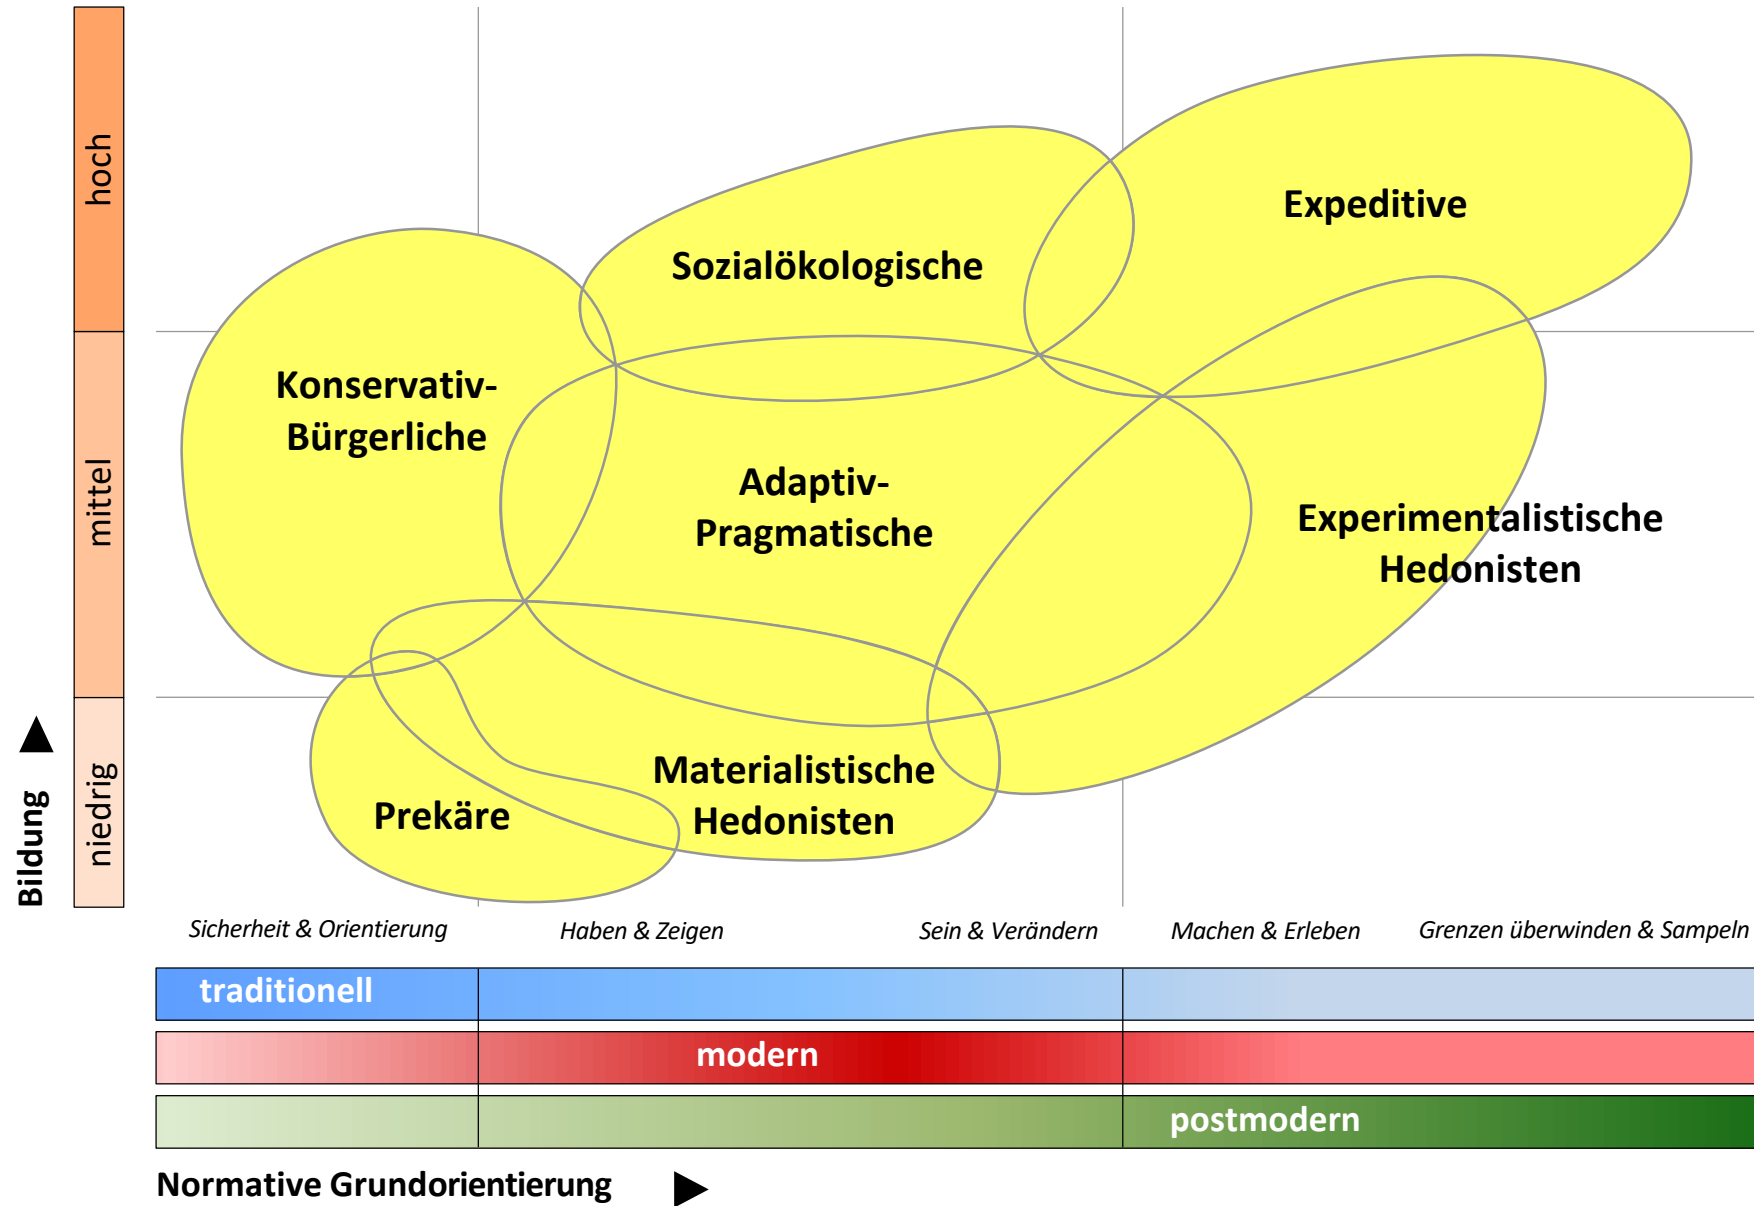 hoch
mittel
niedrig
Bildung
Expeditive
Sozialökologische
Konservativ-
Bürgerliche
Adaptiv-
Pragmatische
Experimentalistische
Hedonisten
Materialistische
Hedonisten
Prekäre
Sicherheit & Orientierung
Haben & Zeigen
Sein & Verändern
Machen & Erleben
Grenzen überwinden & Sampeln
traditionell
modern
postmodern
Normative Grundorientierung